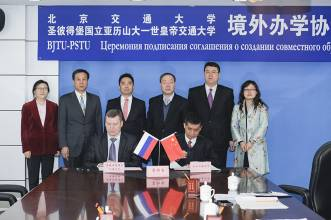 北京交通大学 境外办学协
圣彼得堡国立亚历山大一世皇帝交通大学
BJTU-PSTU Церемония подписания соглашения о создании совместного об